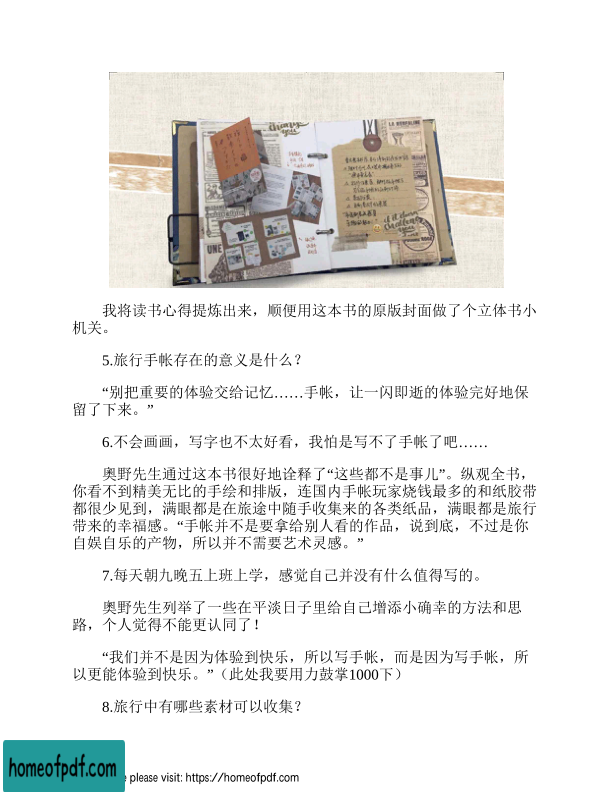 thank
you
LA BORDALINE
UNE
我将读书心得提炼出来，顺便用这本书的原版封面做了个立体书小
机关。
5.旅行手帐存在的意义是什么？
“别把重要的体验交给记忆……手帐，让一闪即逝的体验完好地保
留了下来。”
6.不会画画，写字也不太好看，我怕是写不了手帐了吧……
奥野先生通过这本书很好地诠释了“这些都不是事儿”。纵观全书，
你看不到精美无比的手绘和排版，连国内手帐玩家烧钱最多的和纸胶带
都很少见到，满眼都是在旅途中随手收集来的各类纸品，满眼都是旅行
带来的幸福感。“手帐并不是要拿给别人看的作品，说到底，不过是你
自娱自乐的产物，所以并不需要艺术灵感。”
7.每天朝九晚五上班上学，感觉自己并没有什么值得写的。
奥野先生列举了一些在平淡日子里给自己增添小确幸的方法和思
路，个人觉得不能更认同了！
“我们并不是因为体验到快乐，所以写手帐，而是因为写手帐，所
以更能体验到快乐。”（此处我要用力鼓掌1000下）
8.旅行中有哪些素材可以收集？
homeofpdf.com
e please visit: https://homeofpdf.com